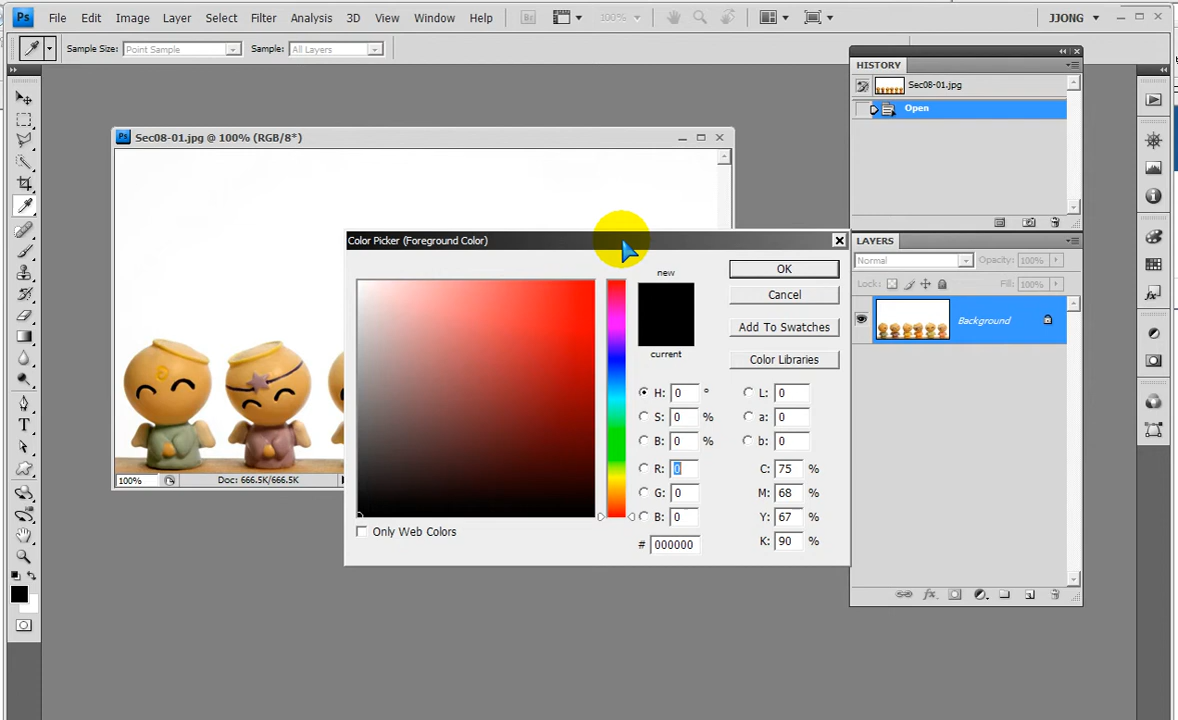 Ps File Edit Image Layer Select Filter Analysis 3D View Window Help Br 100% JJONG
Sample Size: Point Sample Sample: All Layers
HISTORY
Sec08-01.jpg
Open
Ps Sec08-01.jpg @ 100% (RGB/8*)
100% Doc: 666.5K/666.5K
Color Picker (Foreground Color)
new
current
OK
Cancel
Add To Swatches
Color Libraries
H: 0 °
S: 0 %
B: 0 %
R: 0
G: 0
B: 0
# 000000
L: 0
a: 0
b: 0
C: 75 %
M: 68 %
Y: 67 %
K: 90 %
Only Web Colors
LAYERS
Normal Opacity: 100%
Lock: Fill: 100%
Background